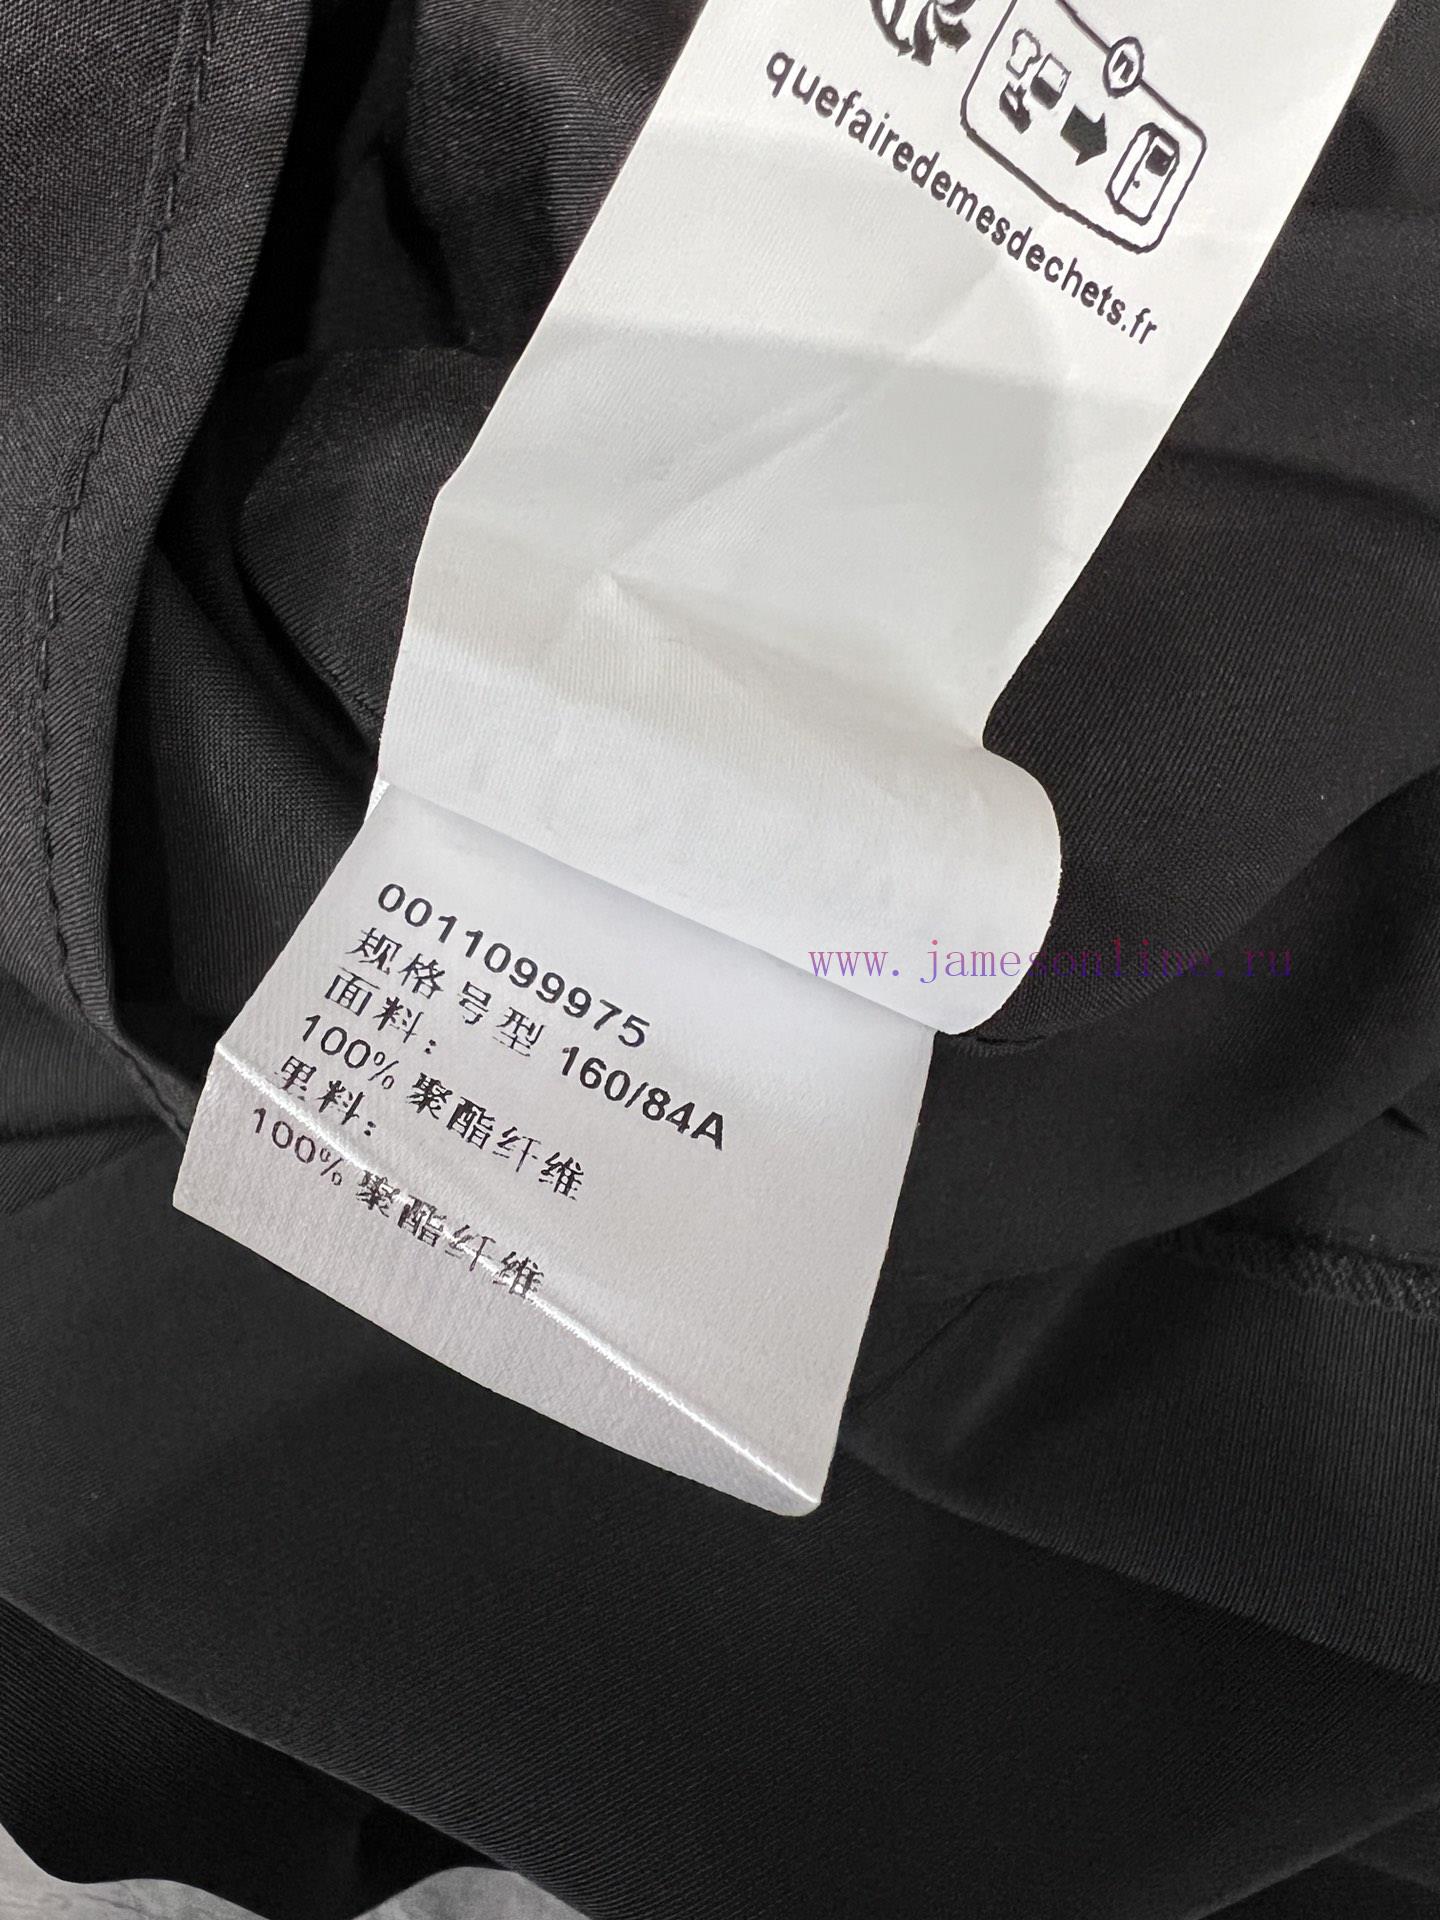 quefairedemesdechets.fr
0011099975
规格号型 160/84A
面料:
100% 聚酯纤维
里料:
100% 聚酯纤维
www.jamesonline.ru